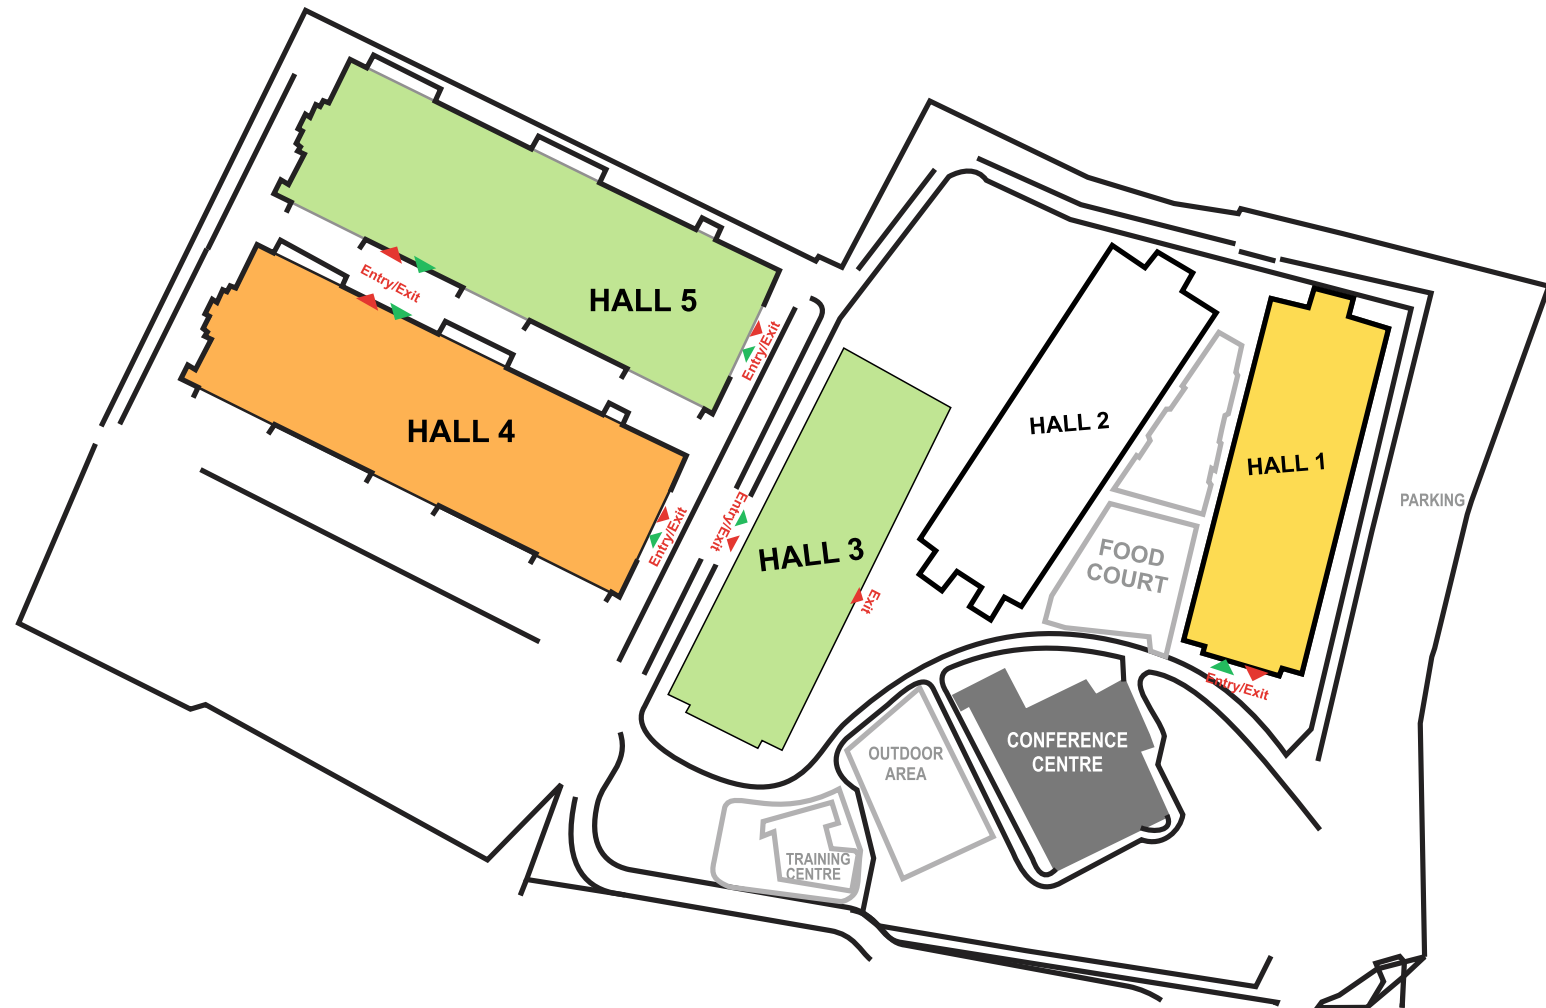 HALL 5
Entry/Exit
Entry/Exit
HALL 4
Entry/Exit
Entry/Exit
HALL 3
Exit
HALL 2
HALL 1
PARKING
FOOD
COURT
Entry/Exit
CONFERENCE
CENTRE
OUTDOOR
AREA
TRAINING
CENTRE